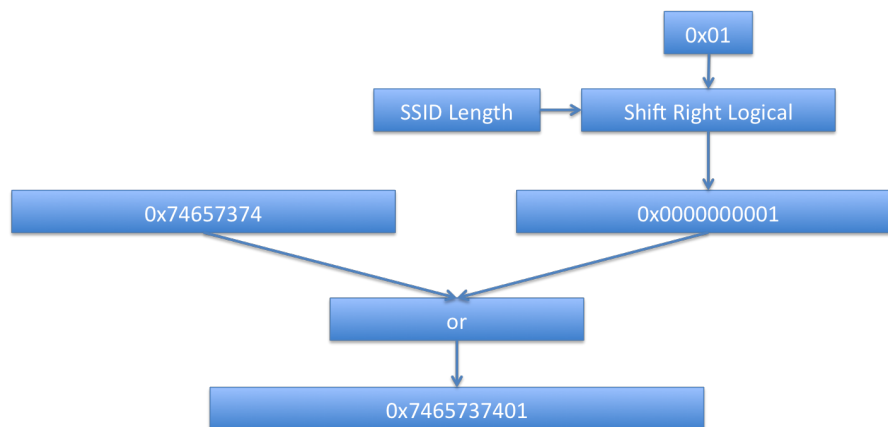 0x01
SSID Length
Shift Right Logical
0x74657374
0x0000000001
or
0x7465737401